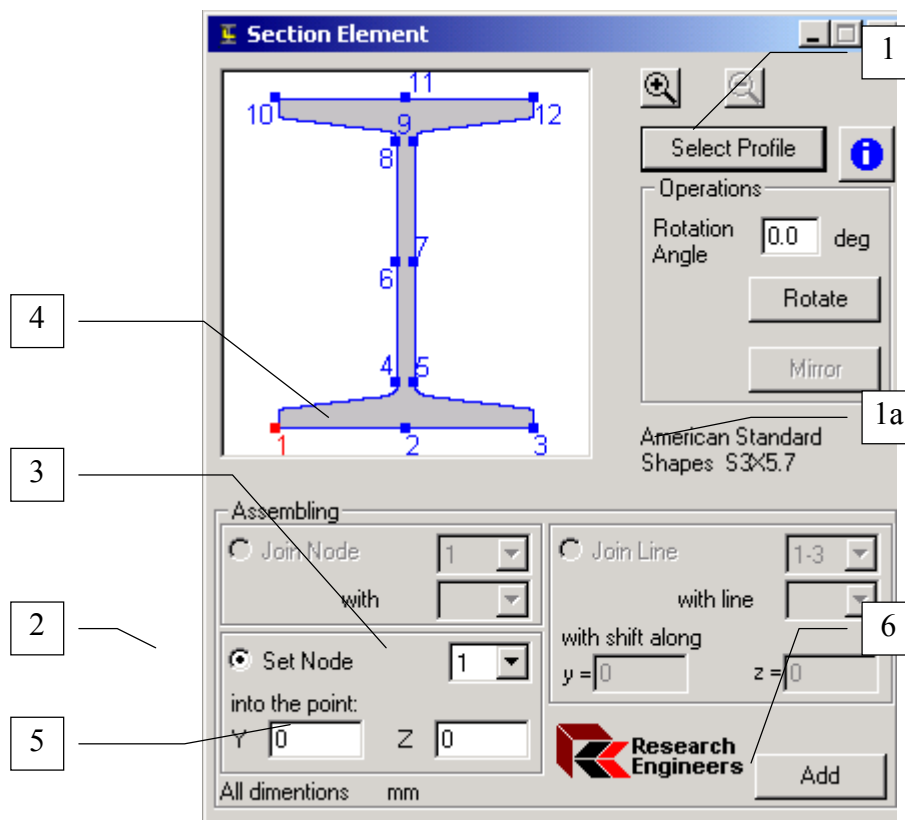 Section Element
1
11
10
12
9
8
7
6
4
5
1
2
3
Select Profile
Operations
Rotation
Angle
0.0
deg
Rotate
Mirror
4
1a
American Standard
Shapes S3X5.7
3
Assembling
Join Node
1
with
Join Line
1-3
with line
with shift along
y =
0
z =
0
2
6
Set Node
1
into the point:
5
Y
0
Z
0
Research
Engineers
Add
All dimentions mm